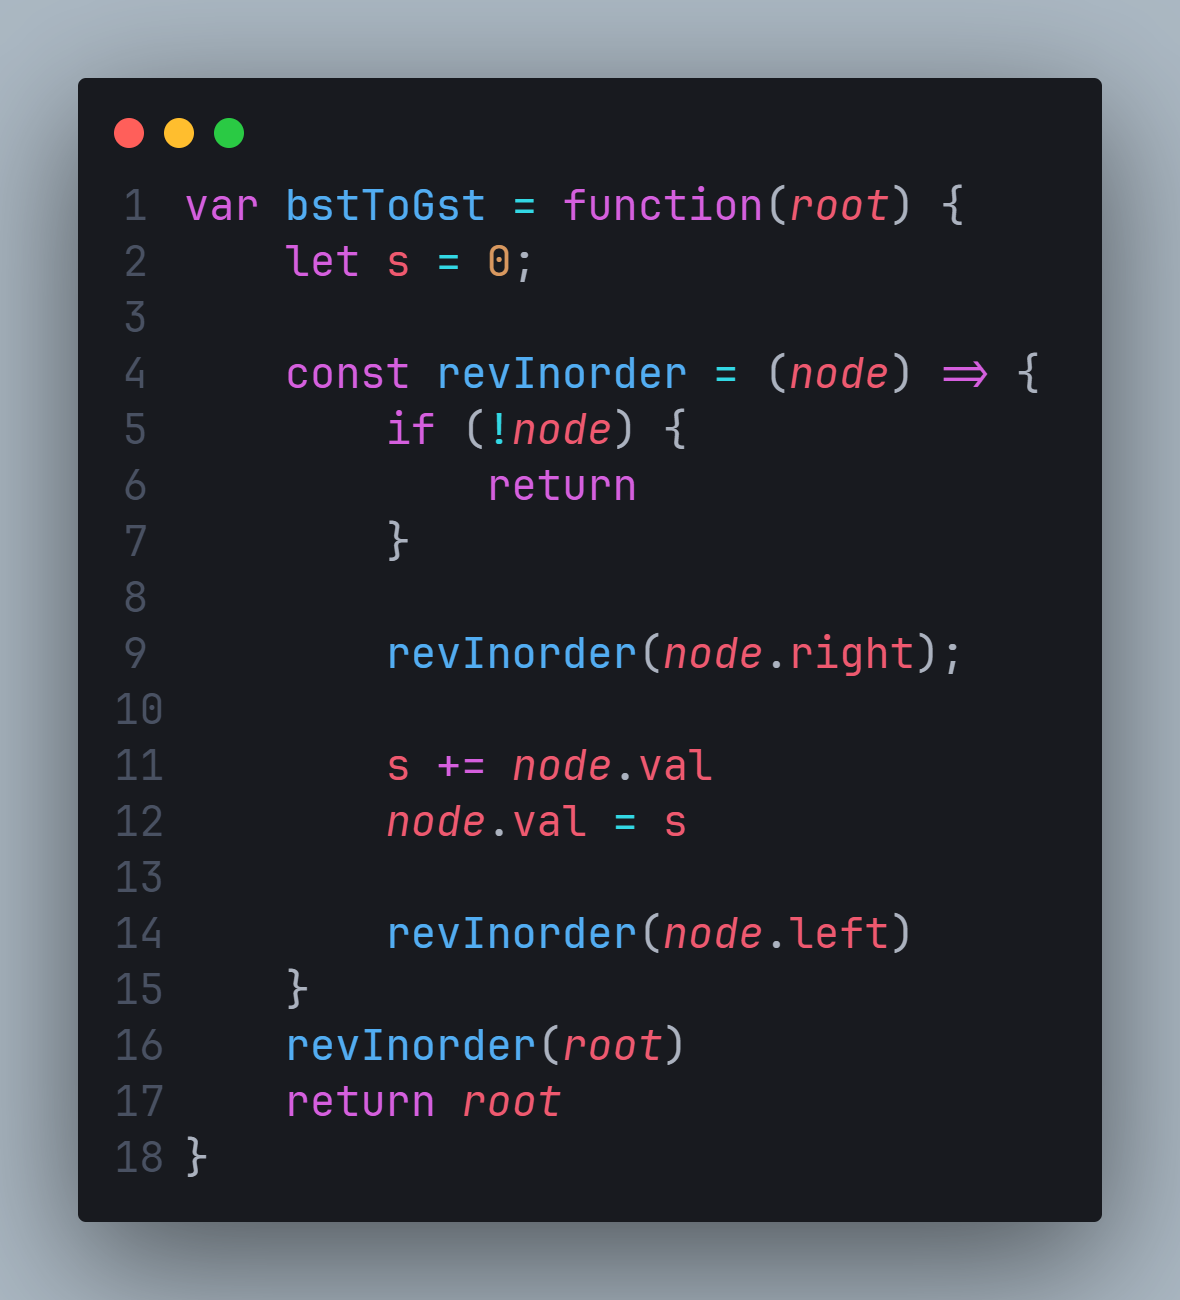 1 var bstToGst = function(root) {
2     let s = 0;
3
4     const revInorder = (node) => {
5         if (!node) {
6             return
7         }
8
9         revInorder(node.right);
10
11         s += node.val
12         node.val = s
13
14         revInorder(node.left)
15     }
16     revInorder(root)
17     return root
18 }